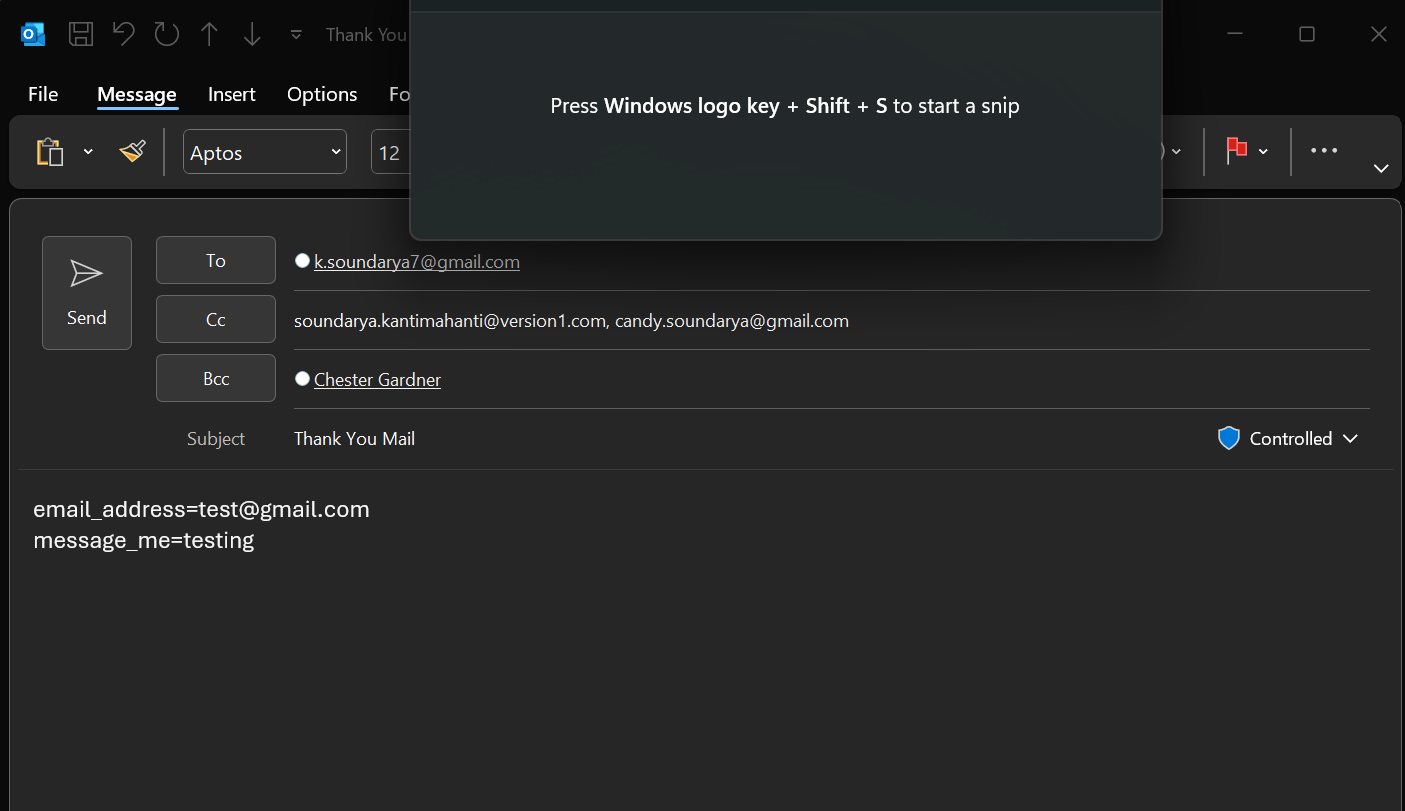 Thank You
File Message Insert Options Fo
Press Windows logo key + Shift + S to start a snip
Aptos 12
To k.soundarya7@gmail.com
Send
Cc soundarya.kantimahanti@version1.com, candy.soundarya@gmail.com
Bcc Chester Gardner
Subject Thank You Mail Controlled
email_address=test@gmail.com
message_me=testing